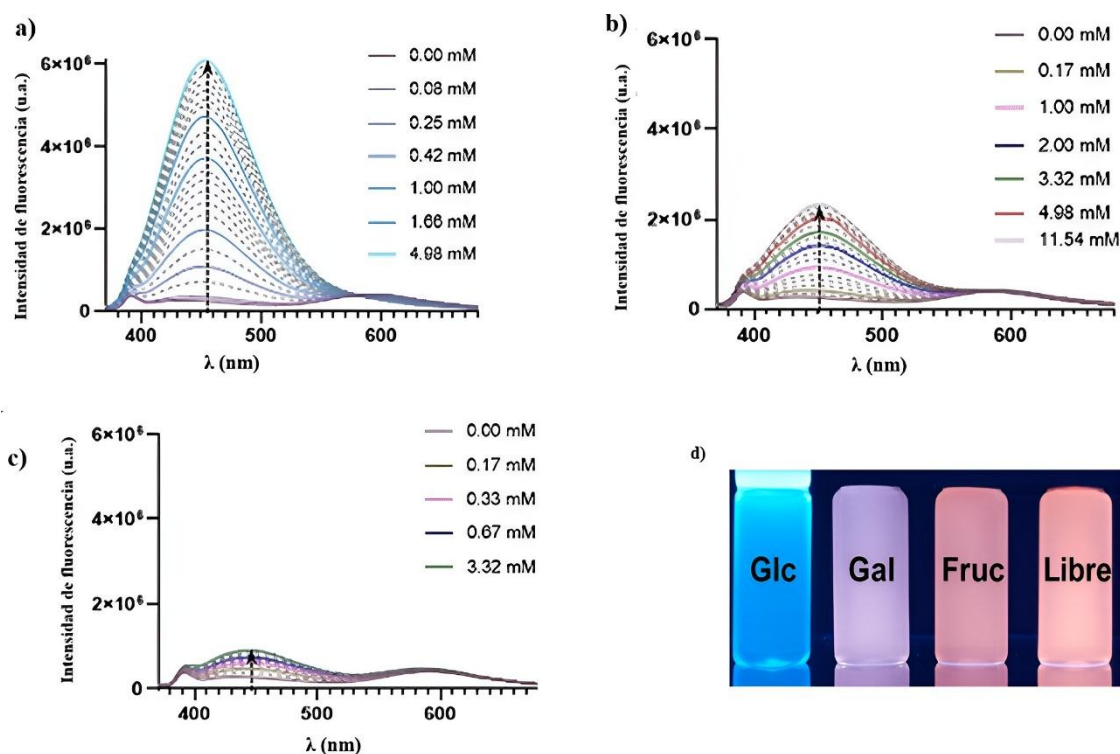 a)
Intensidad de fluorescencia (u.a.)
6×10⁶
4×10⁶
2×10⁶
0
400
500
600
λ (nm)
0.00 mM
0.08 mM
0.25 mM
0.42 mM
1.00 mM
1.66 mM
4.98 mM
b)
Intensidad de fluorescencia (u.a.)
6×10⁶
4×10⁶
2×10⁶
0
400
500
600
λ (nm)
0.00 mM
0.17 mM
1.00 mM
2.00 mM
3.32 mM
4.98 mM
11.54 mM
c)
Intensidad de fluorescencia (u.a.)
6×10⁶
4×10⁶
2×10⁶
0
400
500
600
λ (nm)
0.00 mM
0.17 mM
0.33 mM
0.67 mM
3.32 mM
d)
Glc Gal Fruc Libre